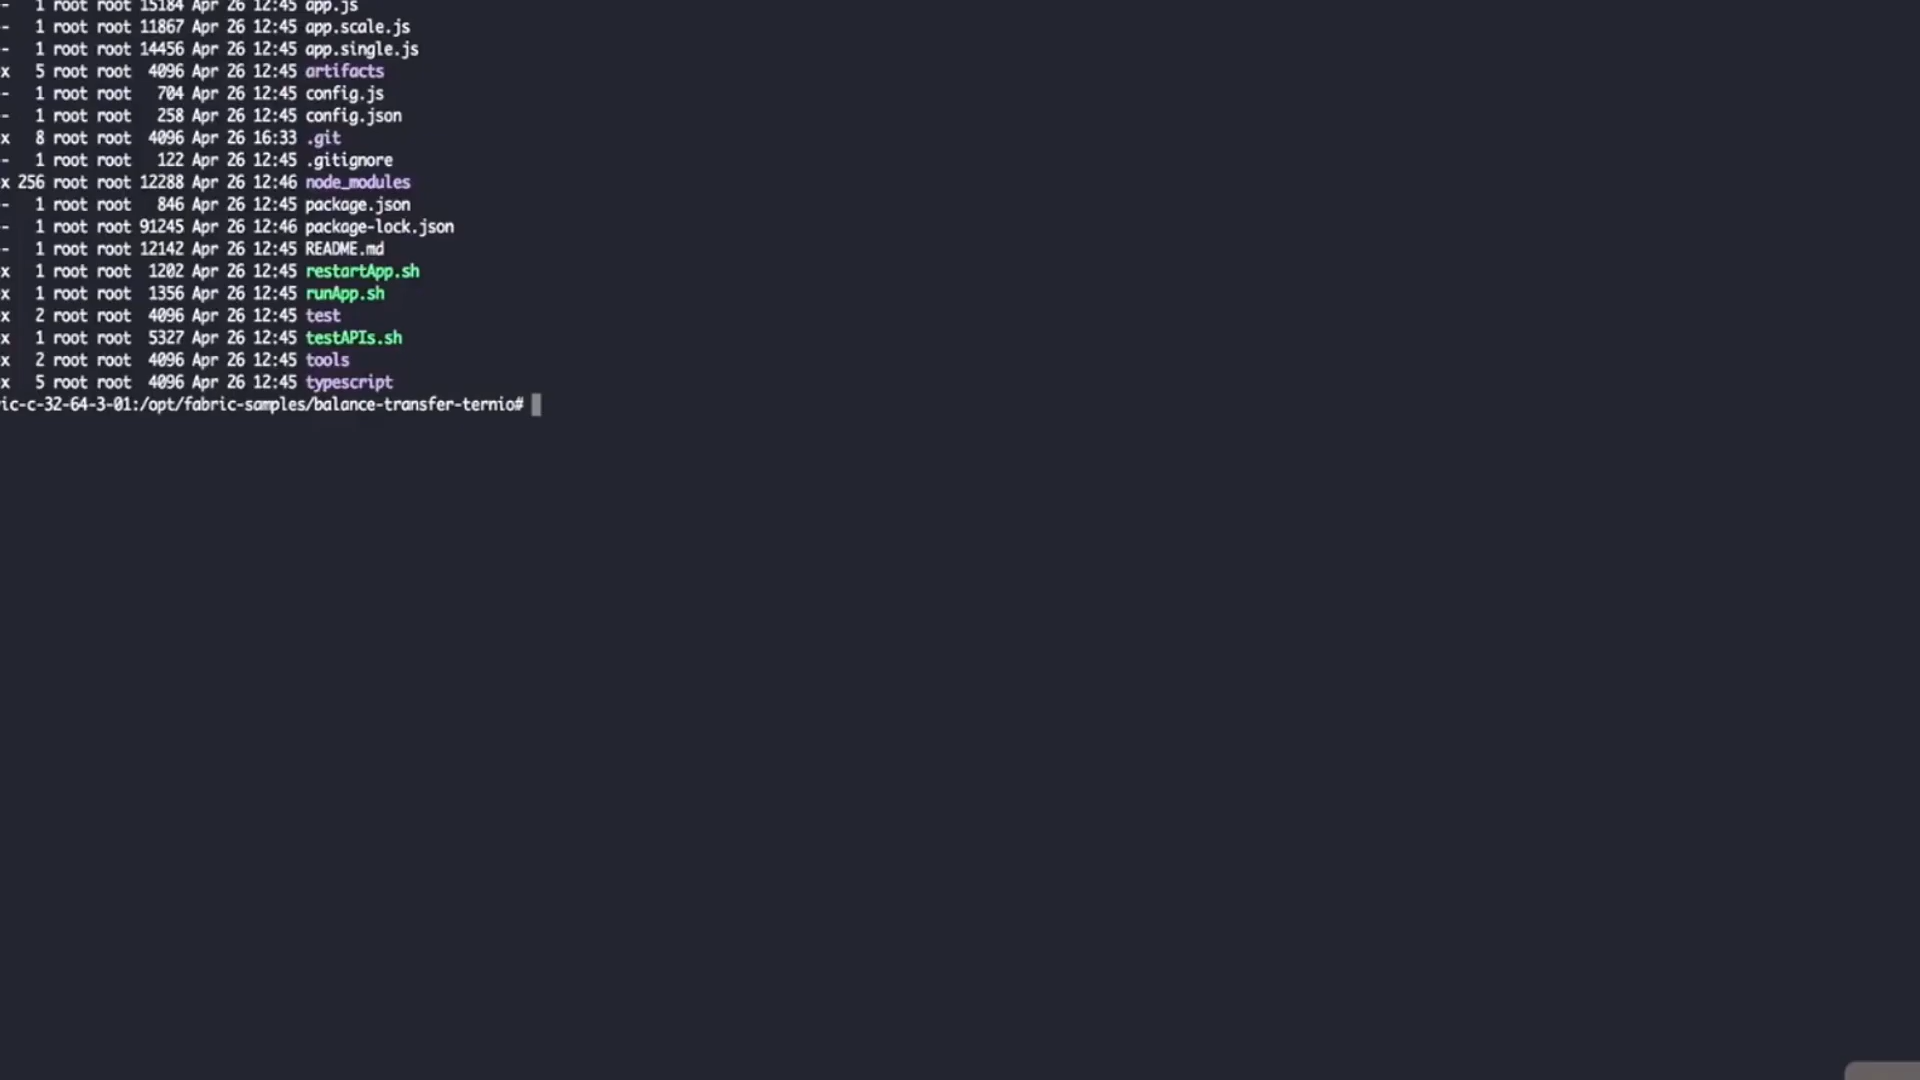 -- 1 root root 15184 Apr 26 12:45 app.js
-- 1 root root 11867 Apr 26 12:45 app.scale.js
-- 1 root root 14456 Apr 26 12:45 app.single.js
x 5 root root 4096 Apr 26 12:45 artifacts
-- 1 root root 704 Apr 26 12:45 config.js
-- 1 root root 258 Apr 26 12:45 config.json
x 8 root root 4096 Apr 26 16:33 .git
-- 1 root root 122 Apr 26 12:45 .gitignore
x 256 root root 12288 Apr 26 12:46 node_modules
-- 1 root root 846 Apr 26 12:45 package.json
-- 1 root root 91245 Apr 26 12:46 package-lock.json
-- 1 root root 12142 Apr 26 12:45 README.md
x 1 root root 1202 Apr 26 12:45 restartApp.sh
x 1 root root 1356 Apr 26 12:45 runApp.sh
x 2 root root 4096 Apr 26 12:45 test
x 1 root root 5327 Apr 26 12:45 testAPIs.sh
x 2 root root 4096 Apr 26 12:45 tools
x 5 root root 4096 Apr 26 12:45 typescript
ic-c-32-64-3-01:/opt/fabric-samples/balance-transfer-ternio#